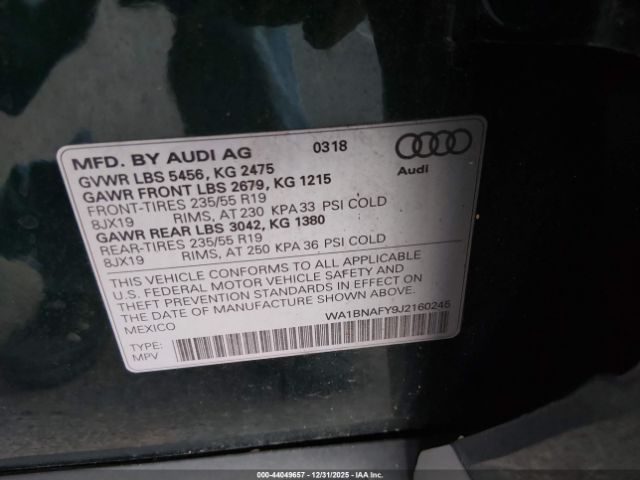 MFD. BY AUDI AG 0318
Audi
GVWR LBS 5456, KG 2475
GAWR FRONT LBS 2679, KG 1215
FRONT-TIRES 235/55 R19
8JX19 RIMS, AT 230 KPA 33 PSI COLD
GAWR REAR LBS 3042, KG 1380
REAR-TIRES 235/55 R19
8JX19 RIMS, AT 250 KPA 36 PSI COLD
THIS VEHICLE CONFORMS TO ALL APPLICABLE
U.S. FEDERAL MOTOR VEHICLE SAFETY AND
THEFT PREVENTION STANDARDS IN EFFECT ON
THE DATE OF MANUFACTURE SHOWN ABOVE.
MEXICO
WA1BNAFY9J2160245
TYPE:
MPV
000-44049657 - 12/31/2025 - IAA Inc.